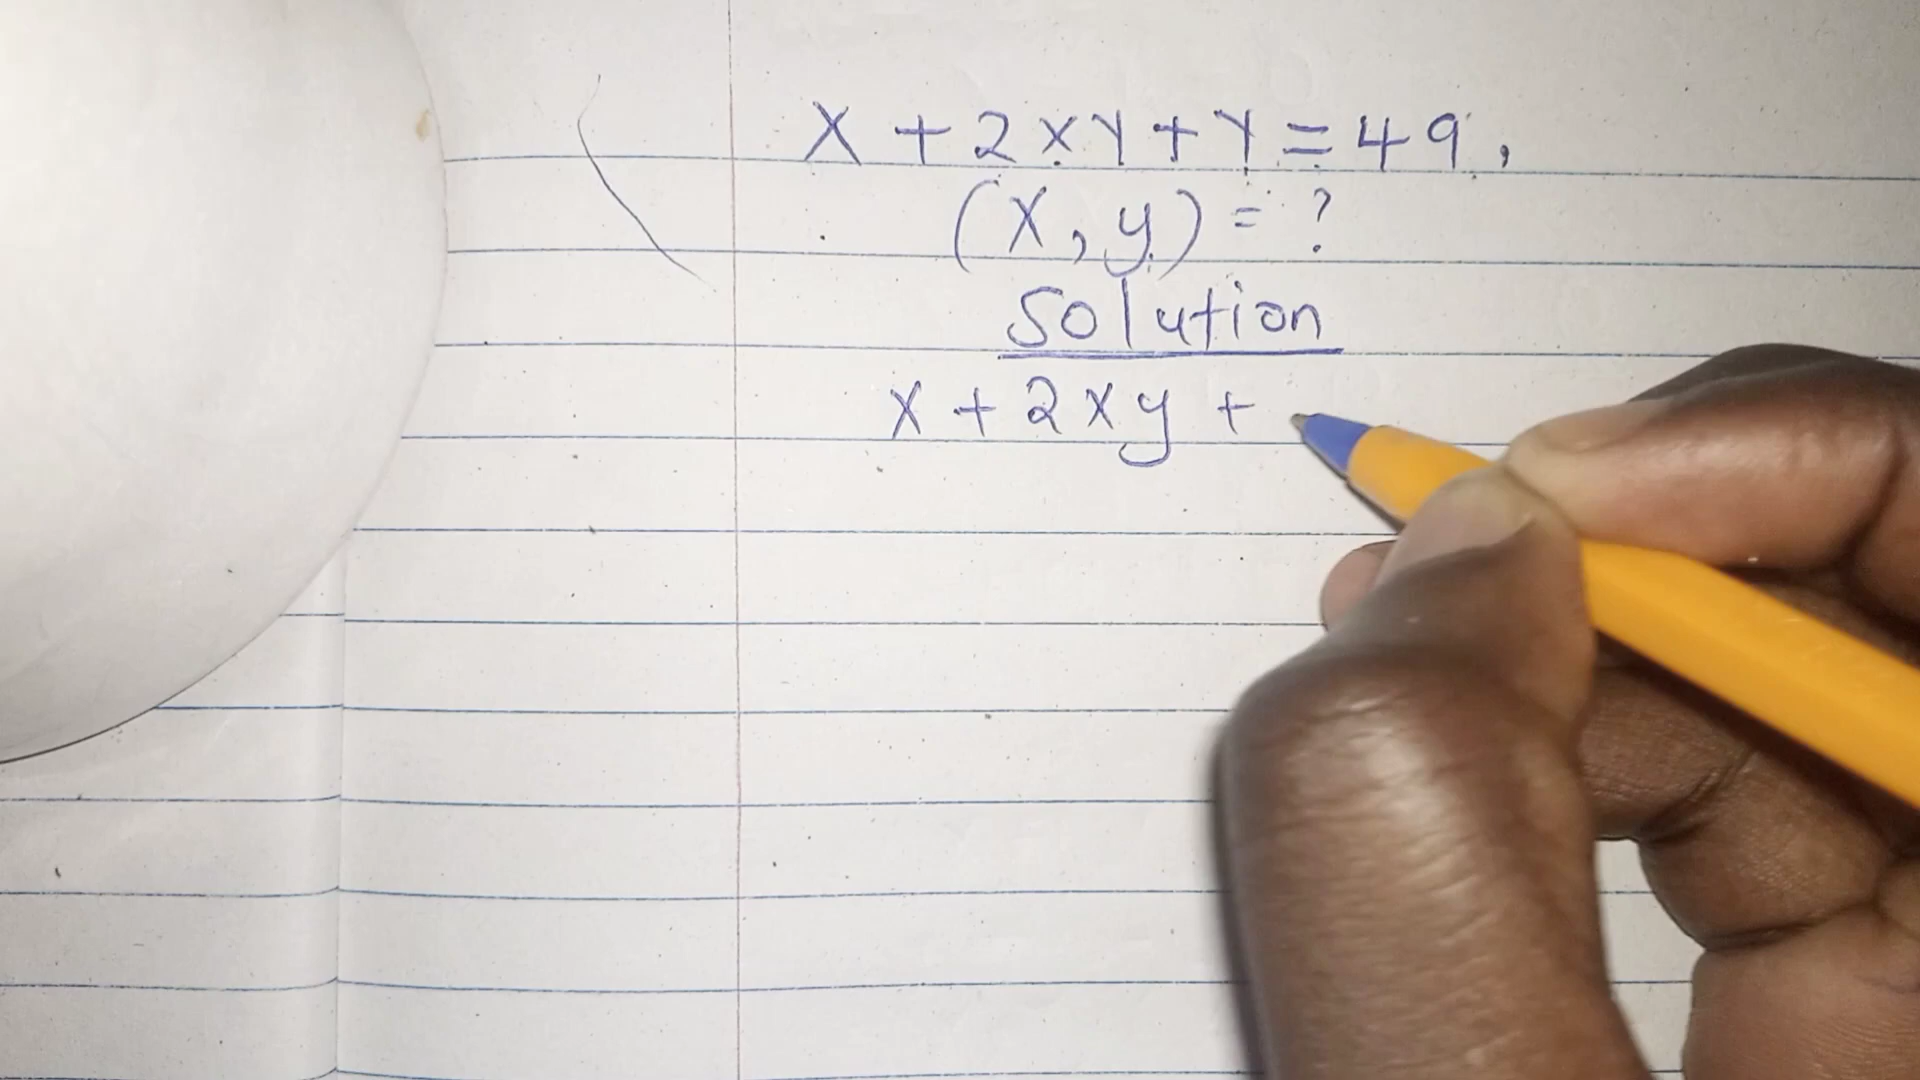 X + 2XY + Y = 49,
(X, y) = ?
Solution
x + 2xy +